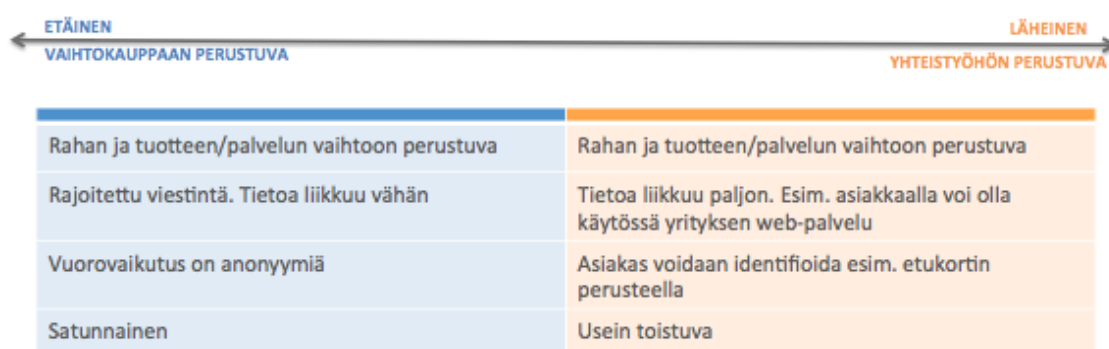 ETÄINEN
LÄHEINEN
VAIHTOKAUPPAAN PERUSTUVA
YHTEISTYÖHÖN PERUSTUVA
Rahan ja tuotteen/palvelun vaihtoon perustuva
Rahan ja tuotteen/palvelun vaihtoon perustuva
Rajoitettu viestintä. Tietoa liikkuu vähän
Tietoa liikkuu paljon. Esim. asiakkaalla voi olla
käytössä yrityksen web-palvelu
Vuorovaikutus on anonyymiä
Asiakas voidaan identifioida esim. etukortin
perusteella
Satunnainen
Usein toistuva